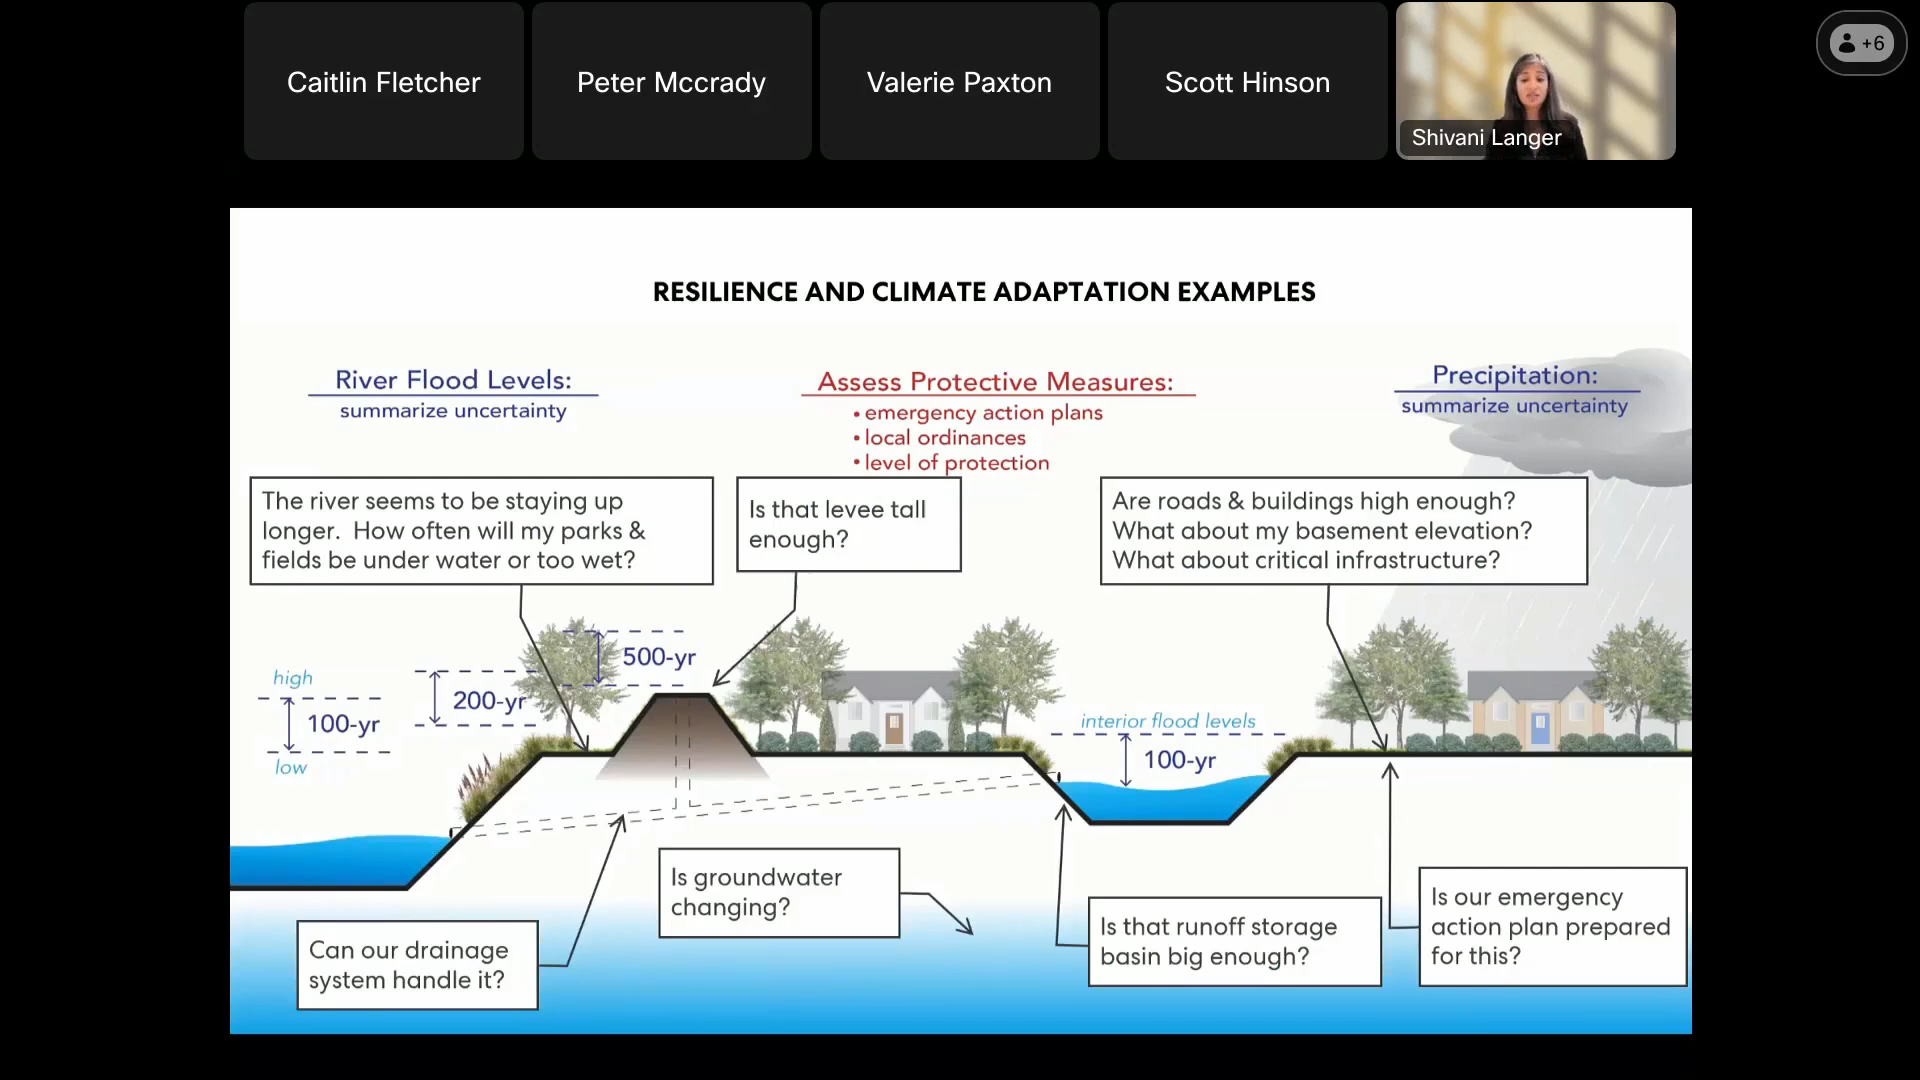 Caitlin Fletcher
Peter Mccrady
Valerie Paxton
Scott Hinson
Shivani Langer
+6
RESILIENCE AND CLIMATE ADAPTATION EXAMPLES
River Flood Levels:
summarize uncertainty
Assess Protective Measures:
• emergency action plans
• local ordinances
• level of protection
Precipitation:
summarize uncertainty
The river seems to be staying up
longer. How often will my parks &
fields be under water or too wet?
Is that levee tall
enough?
Are roads & buildings high enough?
What about my basement elevation?
What about critical infrastructure?
high
100-yr
low
200-yr
500-yr
interior flood levels
100-yr
Can our drainage
system handle it?
Is groundwater
changing?
Is that runoff storage
basin big enough?
Is our emergency
action plan prepared
for this?